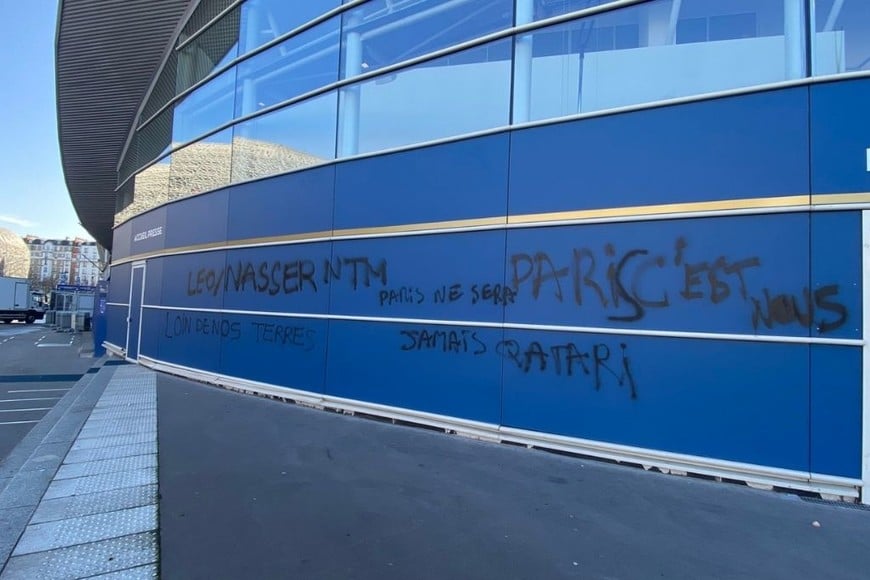 ACCUEIL PRESSE
LEO/NASSER NTM
LOIN DE NOS TERRES
PARIS NE SERA
JAMAIS QATARI
PARIS C'EST NOUS